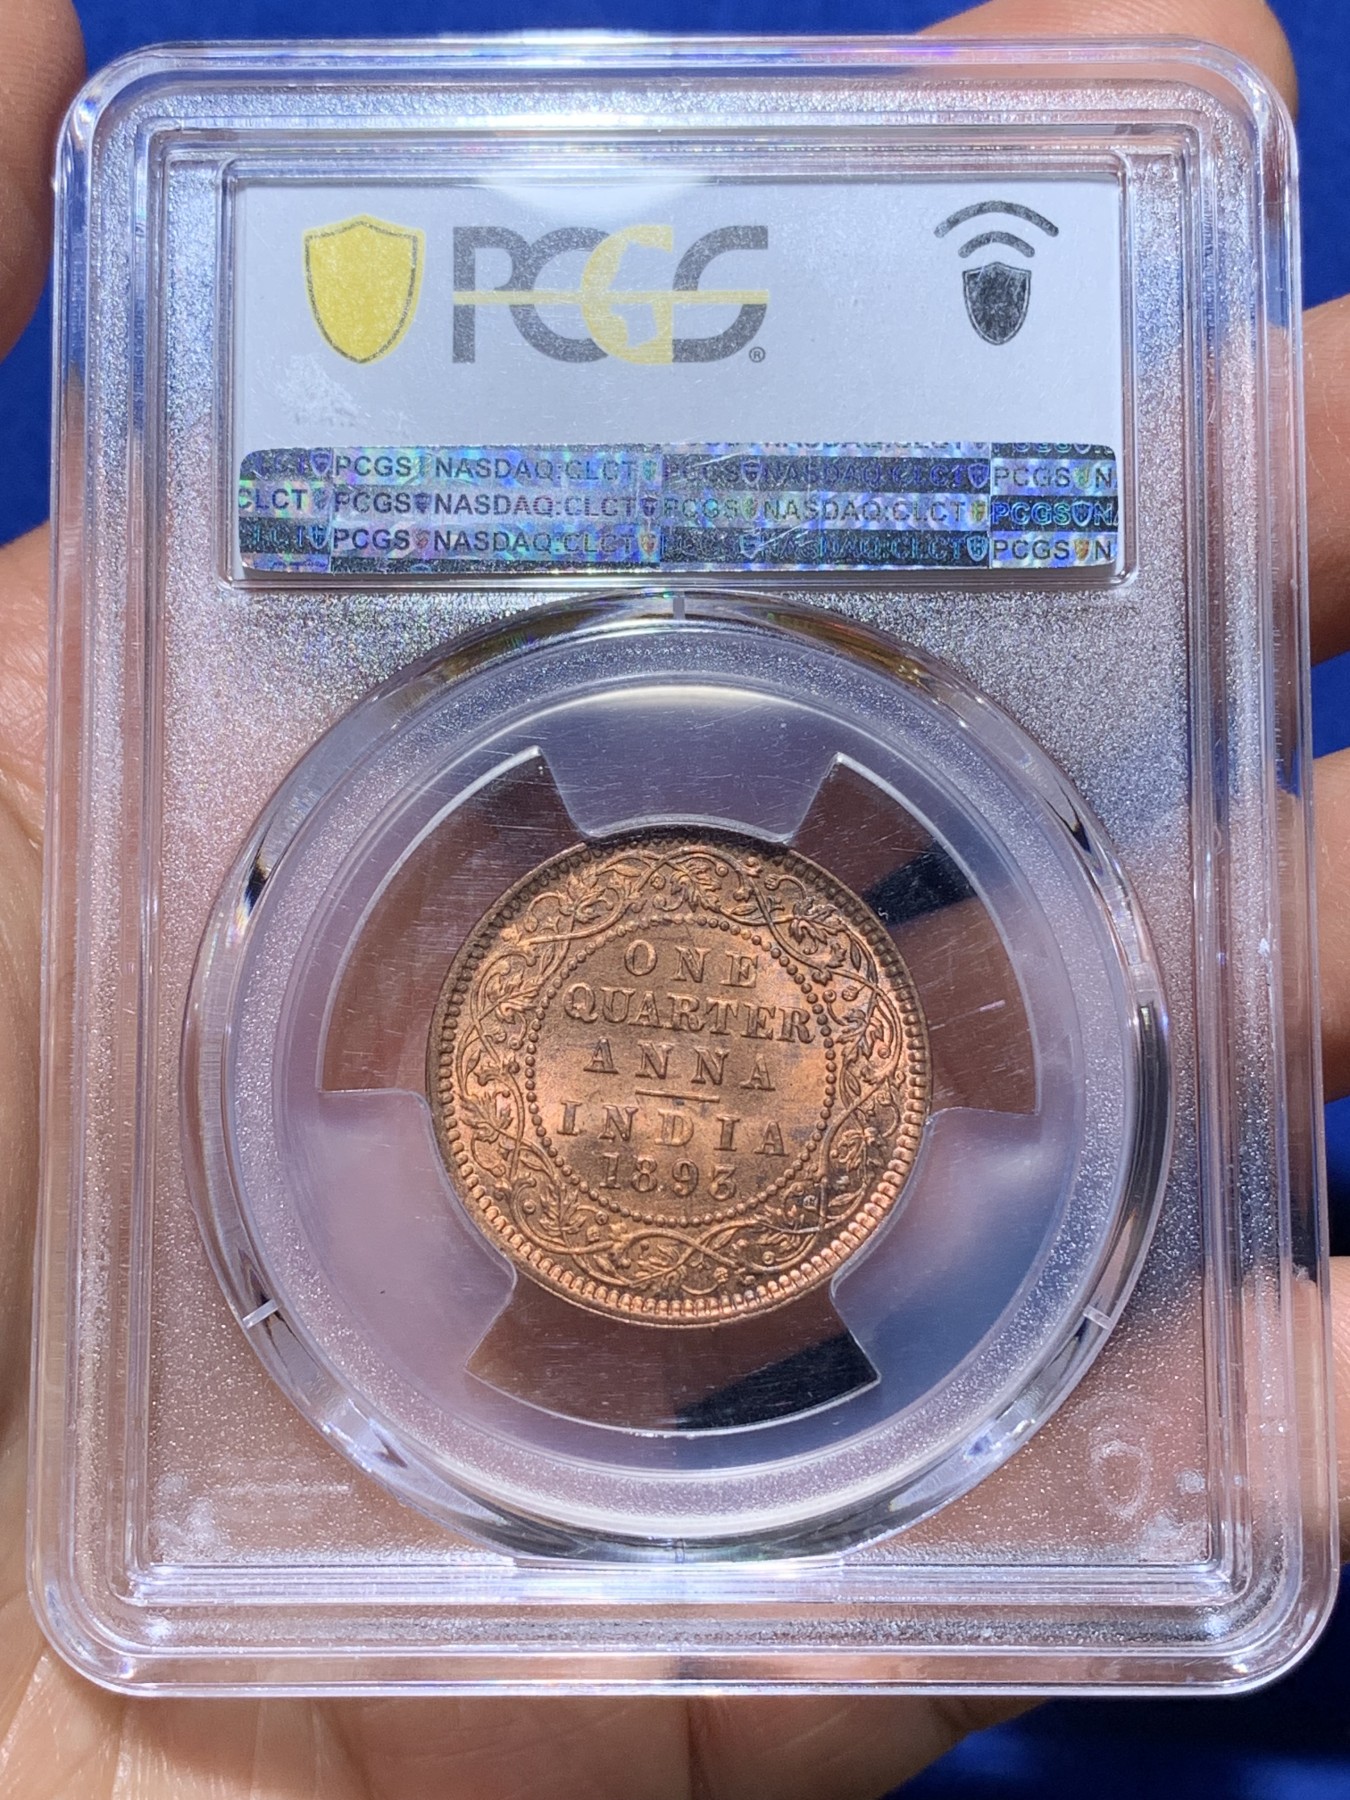 PCGS®
PCGS NASDAQ:CLCT PCGS NASDAQ:CLCT PCGS N
CLCT PCGS NASDAQ:CLCT PCGS NASDAQ:CLCT PCGS NA
PCGS NASDAQ:CLCT NASDAQ:CLCT PCGS N
ONE
QUARTER
ANNA
INDIA
1893